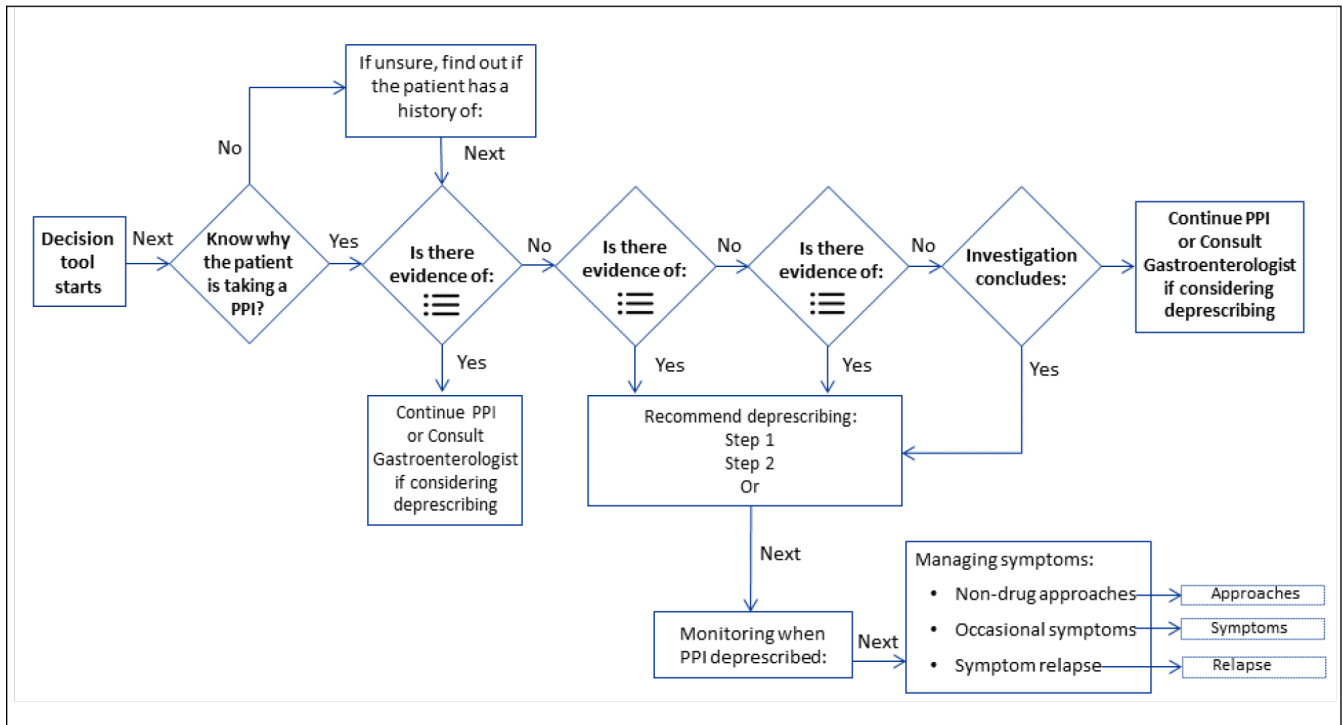 If unsure, find out if
the patient has a
history of:
No
Next
Decision
tool
starts
Next
Know why
the patient
is taking a
PPI?
Yes
Is there
evidence of:
No
Is there
evidence of:
No
Is there
evidence of:
No
Investigation
concludes:
Continue PPI
or Consult
Gastroenterologist
if considering
deprescribing
Yes
Yes
Yes
Yes
Continue PPI
or Consult
Gastroenterologist
if considering
deprescribing
Recommend deprescribing:
Step 1
Step 2
Or
Next
Monitoring when
PPI deprescribed:
Next
Managing symptoms:
• Non-drug approaches
• Occasional symptoms
• Symptom relapse
Approaches
Symptoms
Relapse